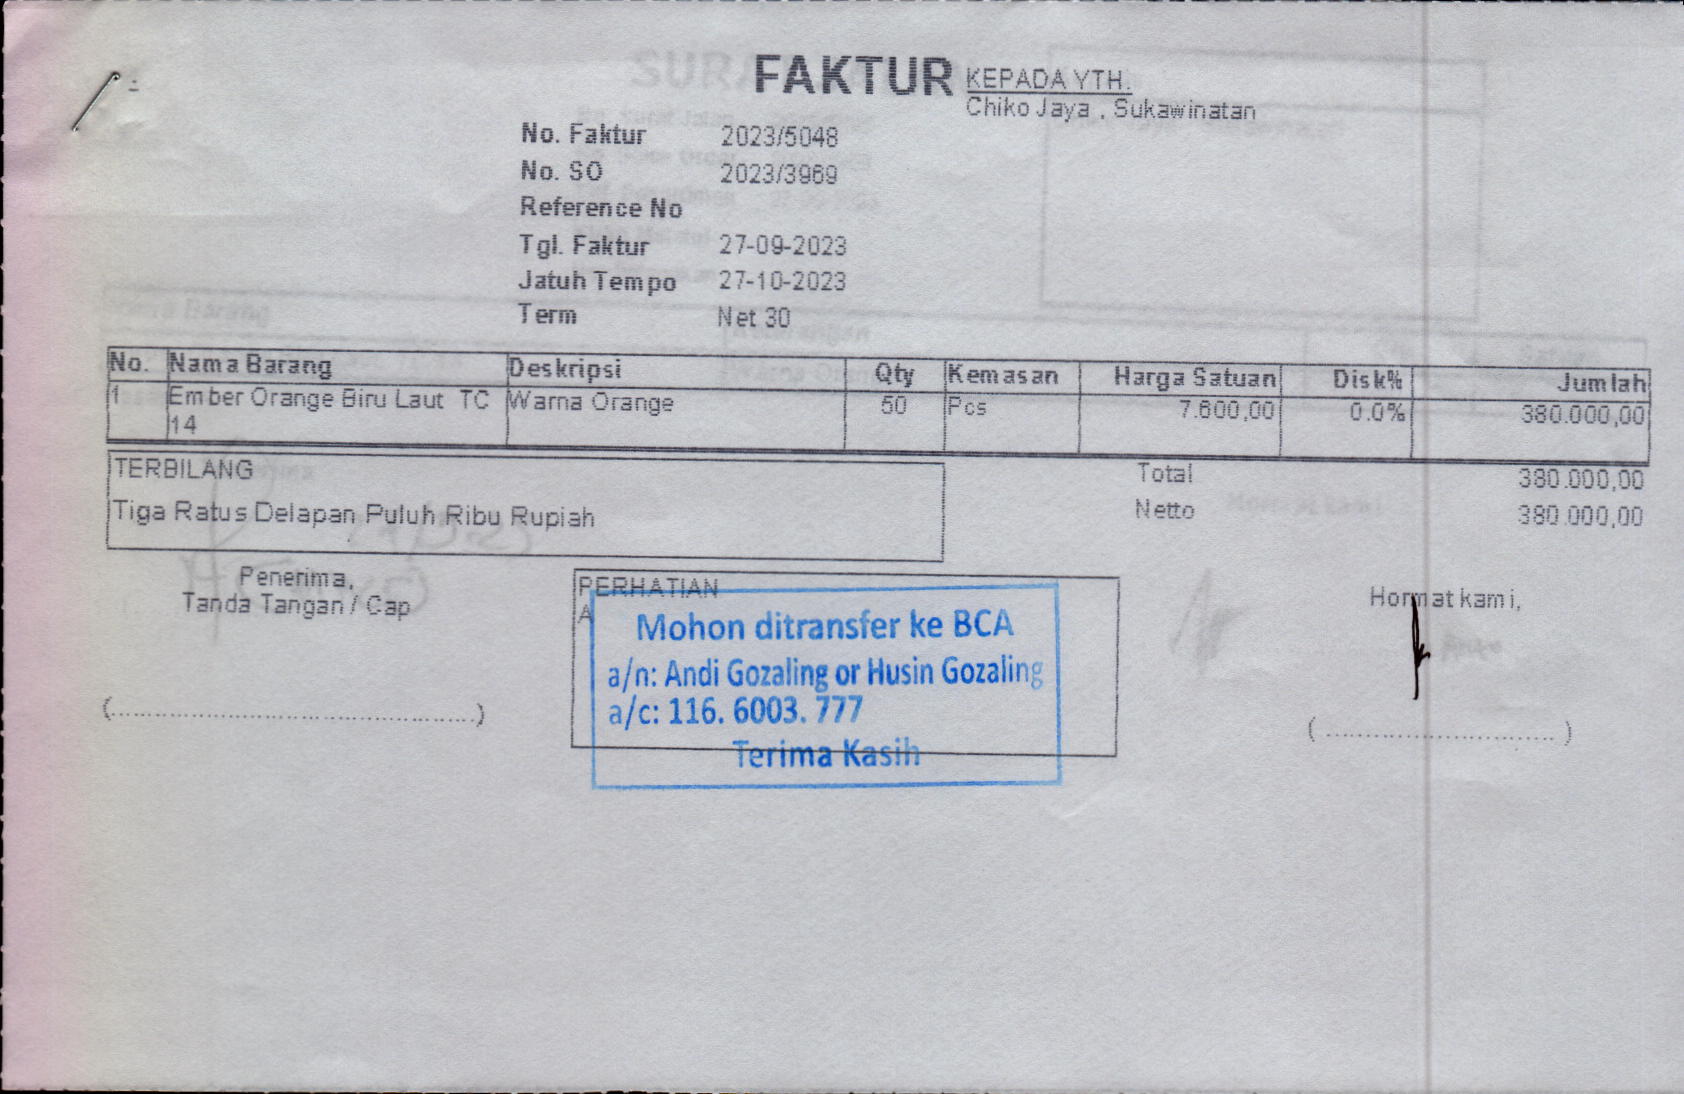 FAKTUR
KEPADA YTH.
Chiko Jaya , Sukawinatan
No. Faktur 2023/5048
No. SO 2023/3969
Reference No
Tgl. Faktur 27-09-2023
Jatuh Tempo 27-10-2023
Term Net 30
No. Nama Barang Deskripsi Qty Kemasan Harga Satuan Disk% Jumlah
1 Ember Orange Biru Laut TC Warna Orange 50 Pcs 7.600,00 0.0% 380.000,00
14
TERBILANG
Tiga Ratus Delapan Puluh Ribu Rupiah
Total 380.000,00
Netto 380.000,00
Penerima,
Tanda Tangan / Cap
(....................................................)
PERHATIAN
A
Mohon ditransfer ke BCA
a/n: Andi Gozaling or Husin Gozaling
a/c: 116. 6003. 777
Terima Kasih
Hormat kami,
( ................................. )